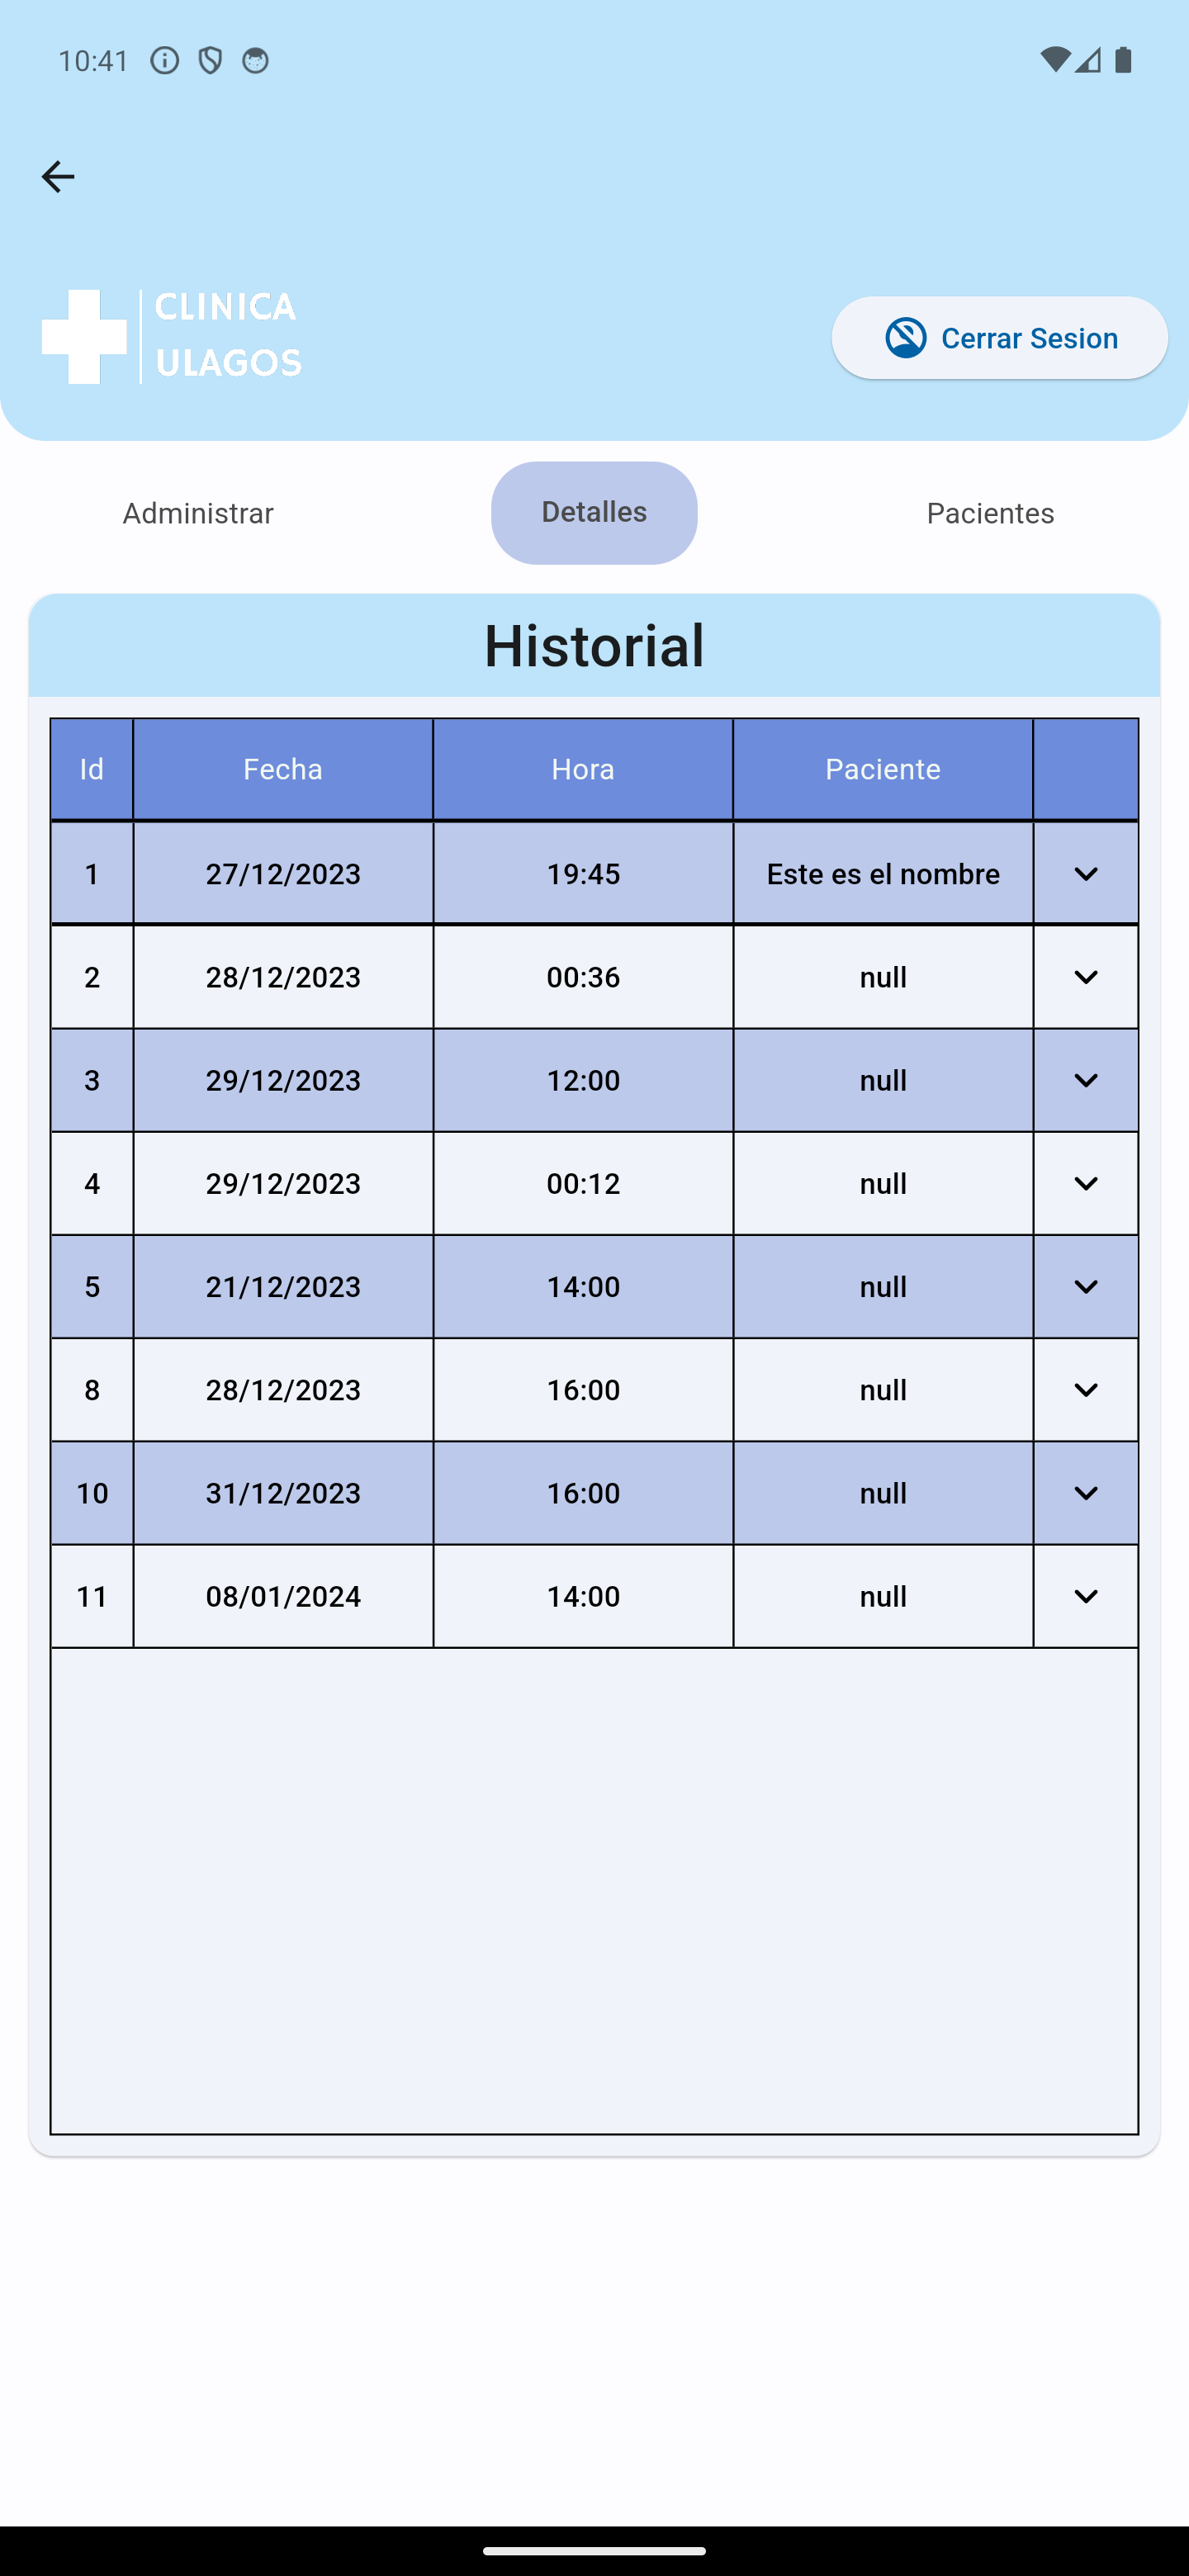 10:41
CLINICA
ULAGOS
Cerrar Sesion
Administrar Detalles Pacientes
Historial
Id Fecha Hora Paciente
1 27/12/2023 19:45 Este es el nombre
2 28/12/2023 00:36 null
3 29/12/2023 12:00 null
4 29/12/2023 00:12 null
5 21/12/2023 14:00 null
8 28/12/2023 16:00 null
10 31/12/2023 16:00 null
11 08/01/2024 14:00 null